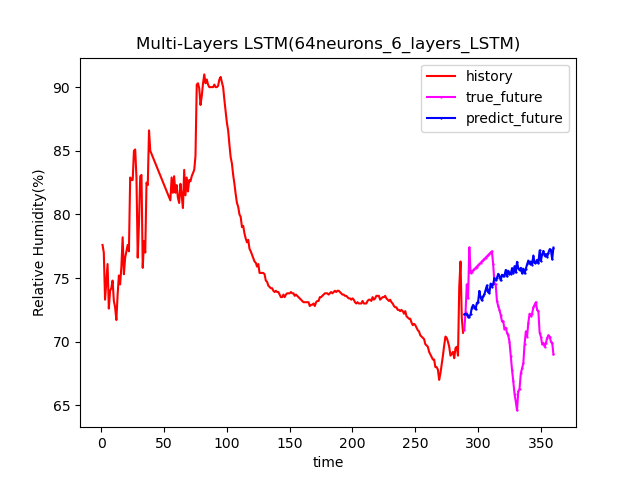 Multi-Layers LSTM(64neurons_6_layers_LSTM)
history
true_future
predict_future
Relative Humidity(%)
90
85
80
75
70
65
0 50 100 150 200 250 300 350
time